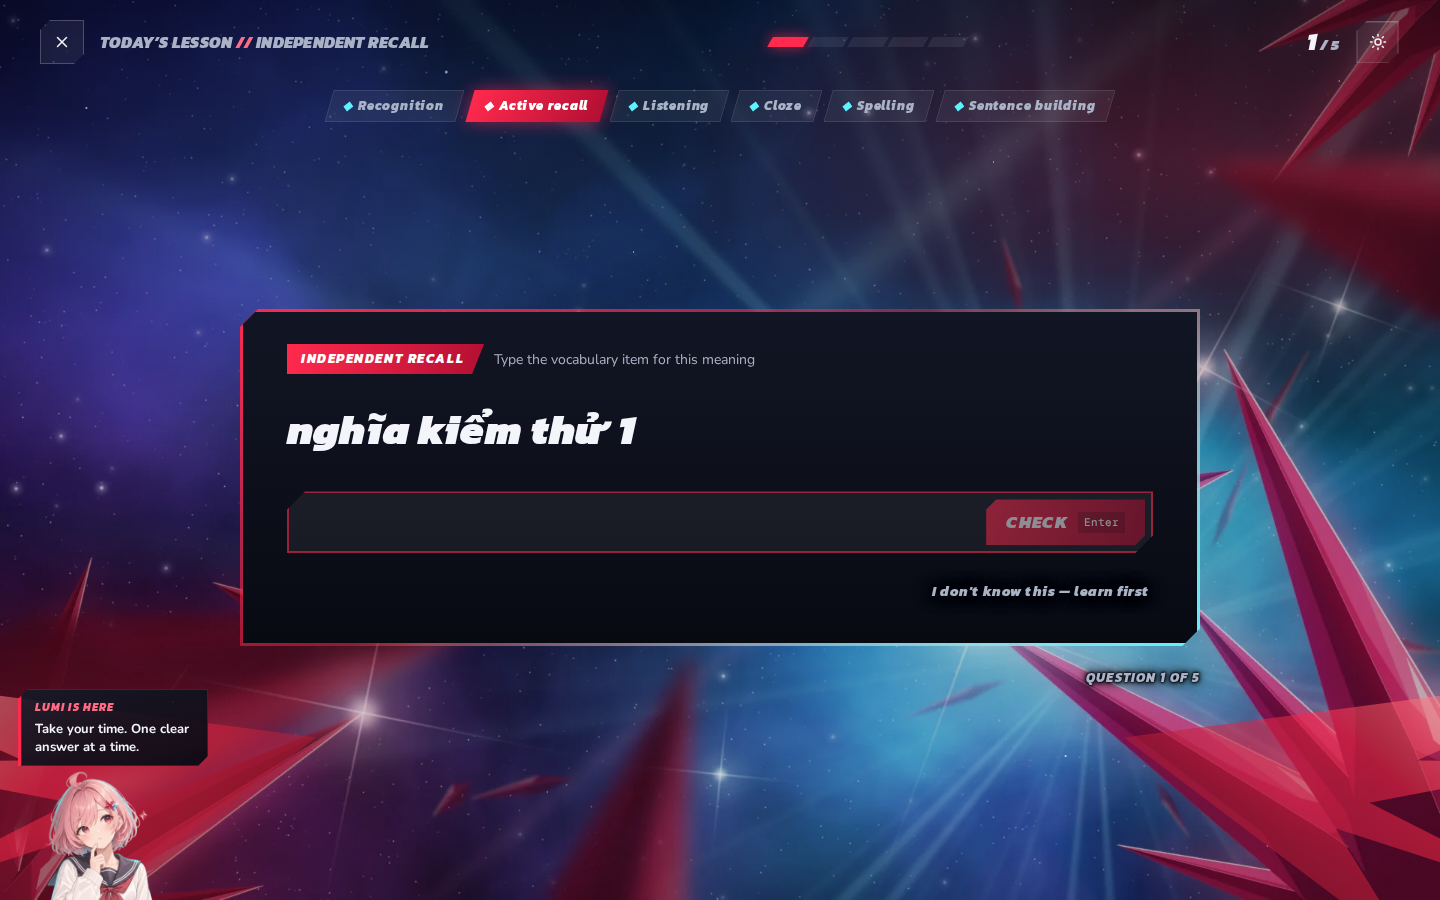 TODAY'S LESSON // INDEPENDENT RECALL
1 / 5
Recognition
Active recall
Listening
Cloze
Spelling
Sentence building
INDEPENDENT RECALL
Type the vocabulary item for this meaning
nghĩa kiểm thử 1
CHECK Enter
I don't know this — learn first
QUESTION 1 OF 5
LUMI IS HERE
Take your time. One clear
answer at a time.